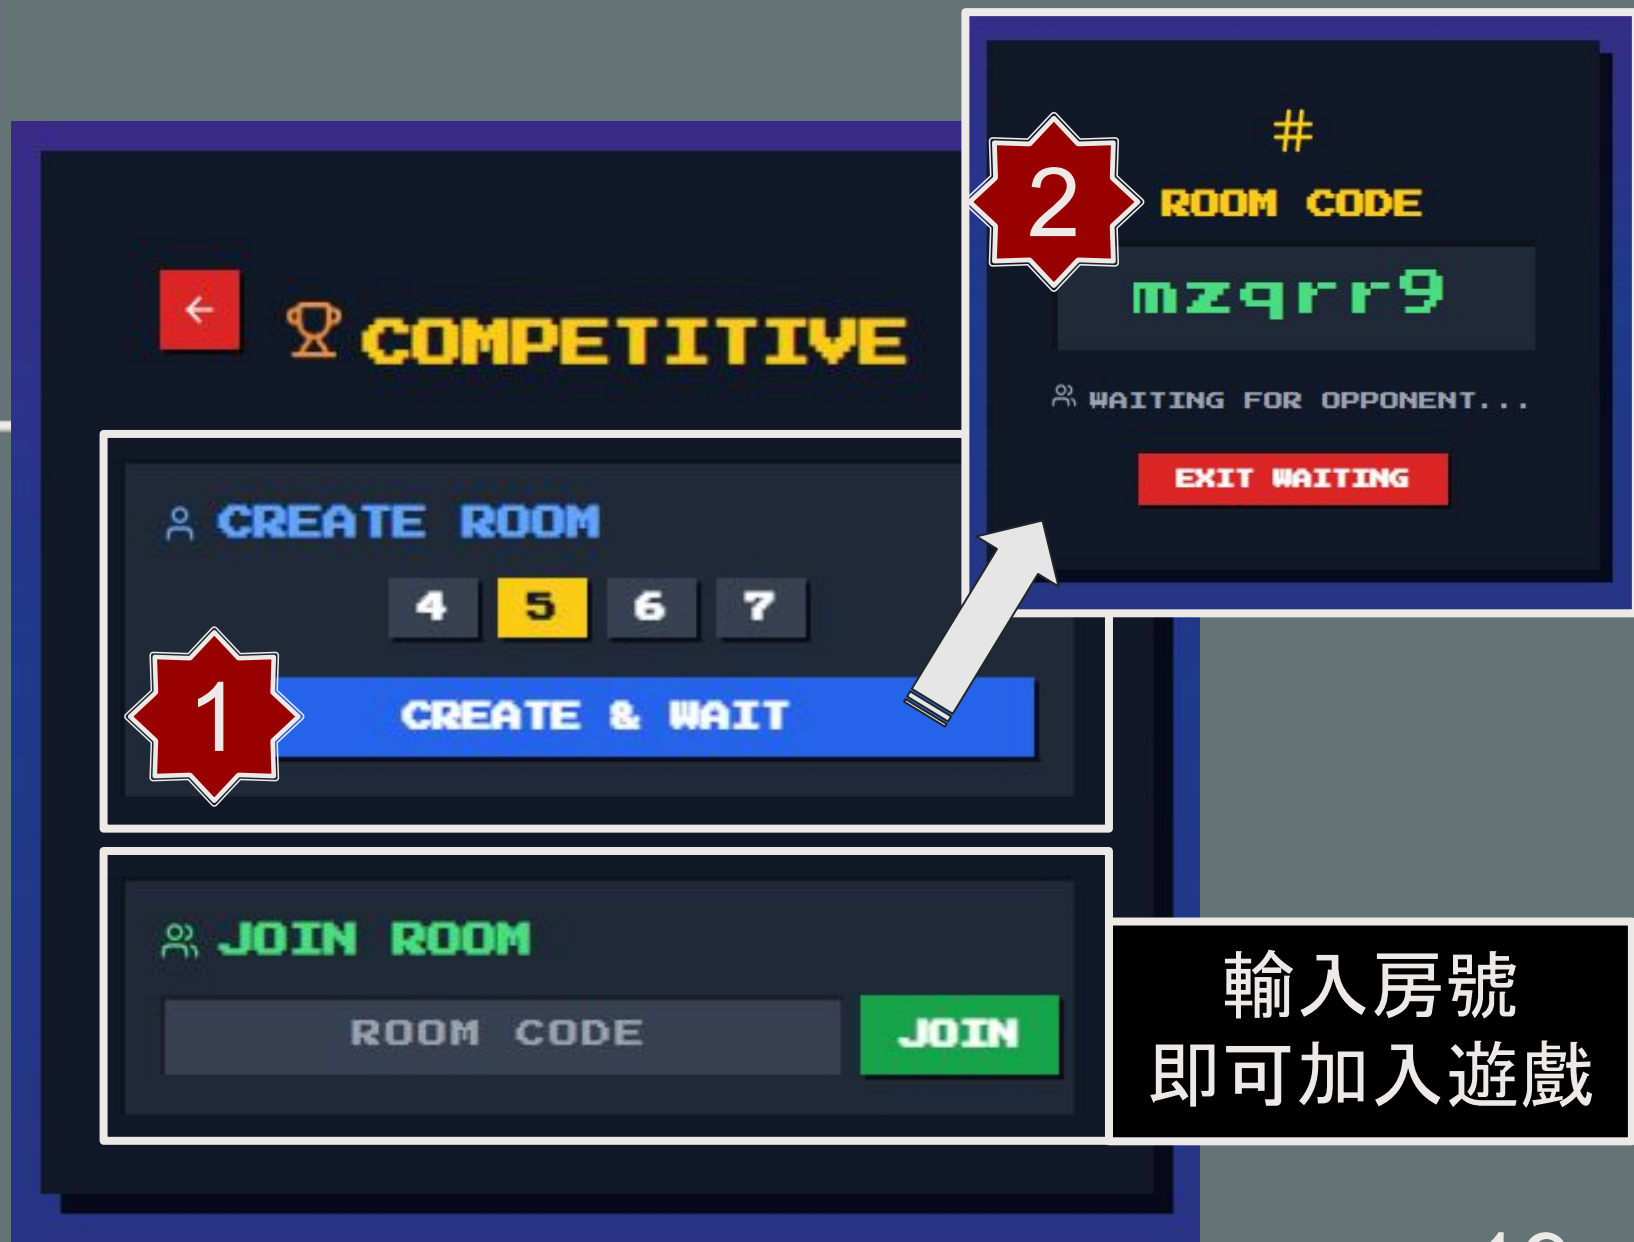 COMPETITIVE
CREATE ROOM
4 5 6 7
1
CREATE & WAIT
2
#
ROOM CODE
mzqrr9
WAITING FOR OPPONENT...
EXIT WAITING
JOIN ROOM
ROOM CODE
JOIN
輸入房號
即可加入遊戲